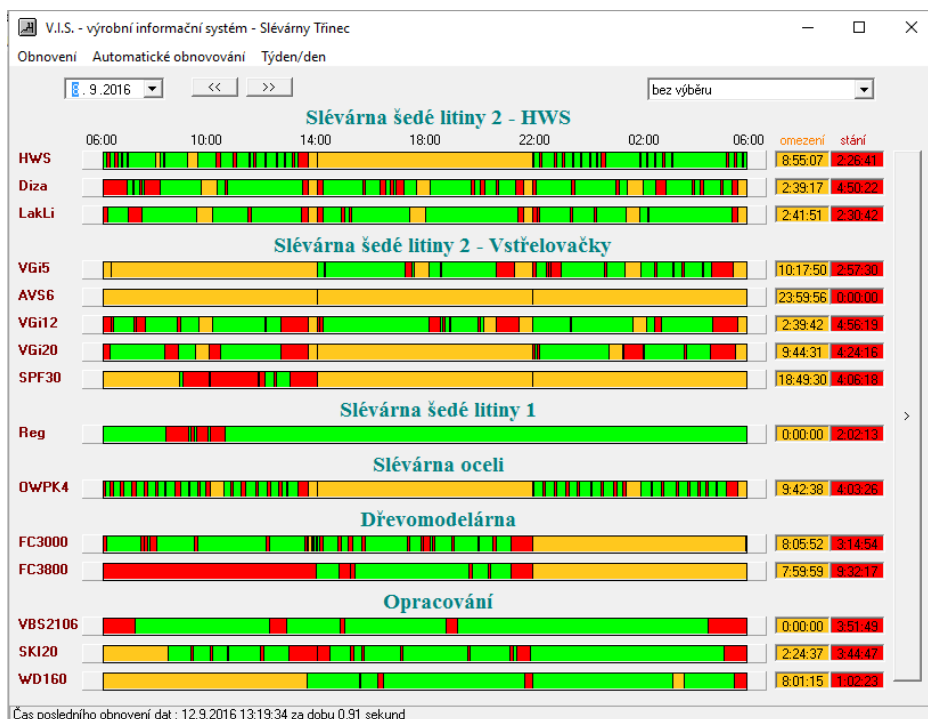 V.I.S. - výrobní informační systém - Slévárny Třinec
Obnovení Automatické obnovování Týden/den
8. 9.2016 << >> bez výběru
Slévárna šedé litiny 2 - HWS
06:00 10:00 14:00 18:00 22:00 02:00 06:00 omezení stání
HWS 8:55:07 2:26:41
Diza 2:39:17 4:50:22
LakLi 2:41:51 2:30:42
Slévárna šedé litiny 2 - Vstřelovačky
VGi5 10:17:50 2:57:30
AVS6 23:59:56 0:00:00
VGi12 2:39:42 4:56:19
VGi20 9:44:31 4:24:16
SPF30 18:49:30 4:06:18
>
Slévárna šedé litiny 1
Reg 0:00:00 2:02:13
Slévárna oceli
OWPK4 9:42:38 4:03:26
Dřevomodelárna
FC3000 8:05:52 3:14:54
FC3800 7:59:59 9:32:17
Opracování
VBS2106 0:00:00 3:51:49
SKI20 2:24:37 3:44:47
WD160 8:01:15 1:02:23
Čas posledního obnovení dat : 12.9.2016 13:19:34 za dobu 0.91 sekund